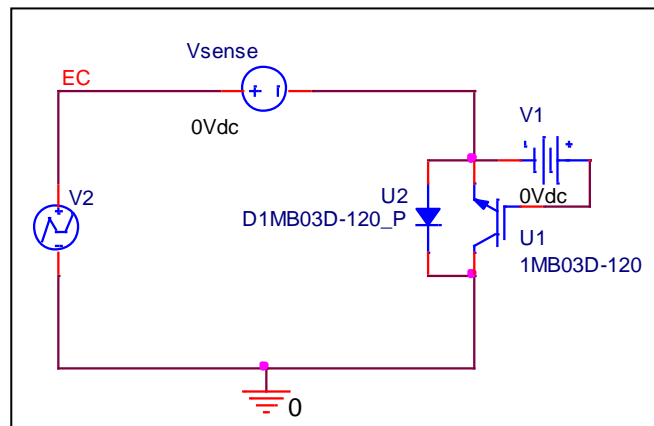 Vsense
EC
0Vdc
V1
V2
0Vdc
U2
D1MB03D-120_P
U1
1MB03D-120
0